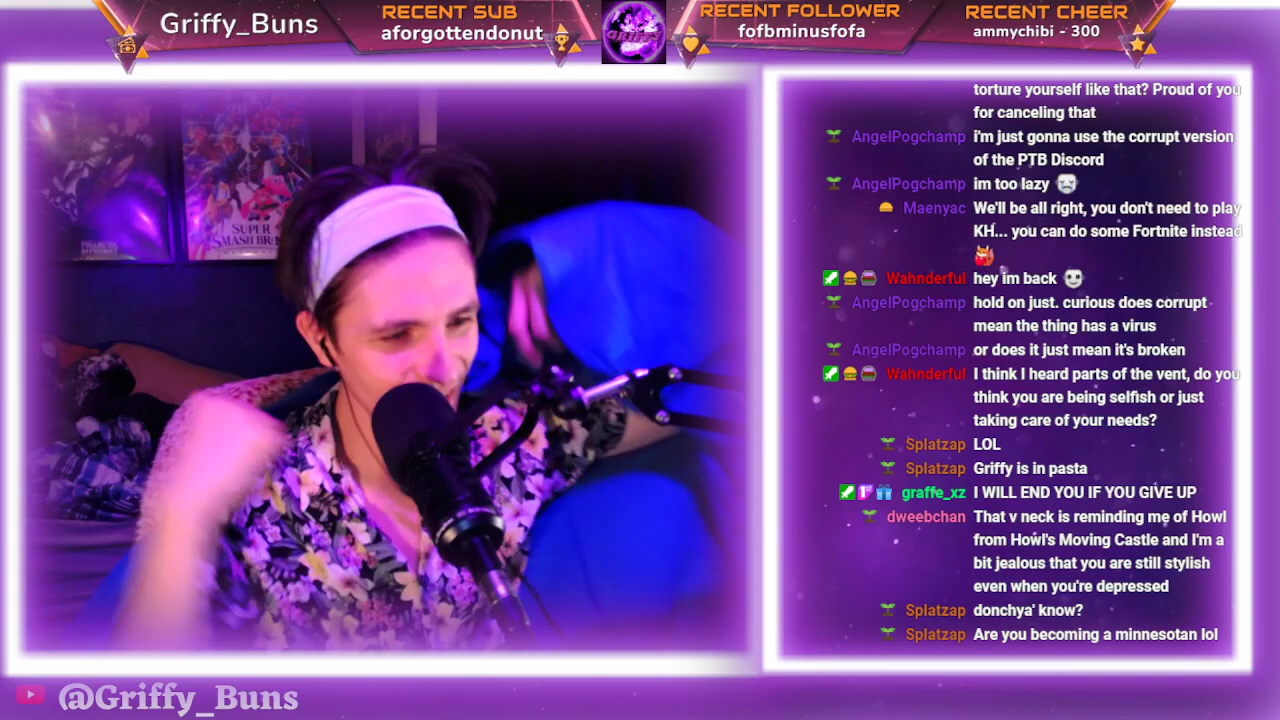 Griffy_Buns
RECENT SUB
aforgottendonut
GRIFFY
RECENT FOLLOWER
fofbminusfofa
RECENT CHEER
ammychibi - 300
SUPER
SMASH BR
torture yourself like that? Proud of you
for canceling that
AngelPogchamp i'm just gonna use the corrupt version
of the PTB Discord
AngelPogchamp im too lazy
Maenyac We'll be all right, you don't need to play
KH... you can do some Fortnite instead
Wahnderful hey im back
AngelPogchamp hold on just. curious does corrupt
mean the thing has a virus
AngelPogchamp or does it just mean it's broken
Wahnderful I think I heard parts of the vent, do you
think you are being selfish or just
taking care of your needs?
Splatzap LOL
Splatzap Griffy is in pasta
graffe_xz I WILL END YOU IF YOU GIVE UP
dweebchan That v neck is reminding me of Howl
from Howl's Moving Castle and I'm a
bit jealous that you are still stylish
even when you're depressed
Splatzap donchya' know?
Splatzap Are you becoming a minnesotan lol
@Griffy_Buns